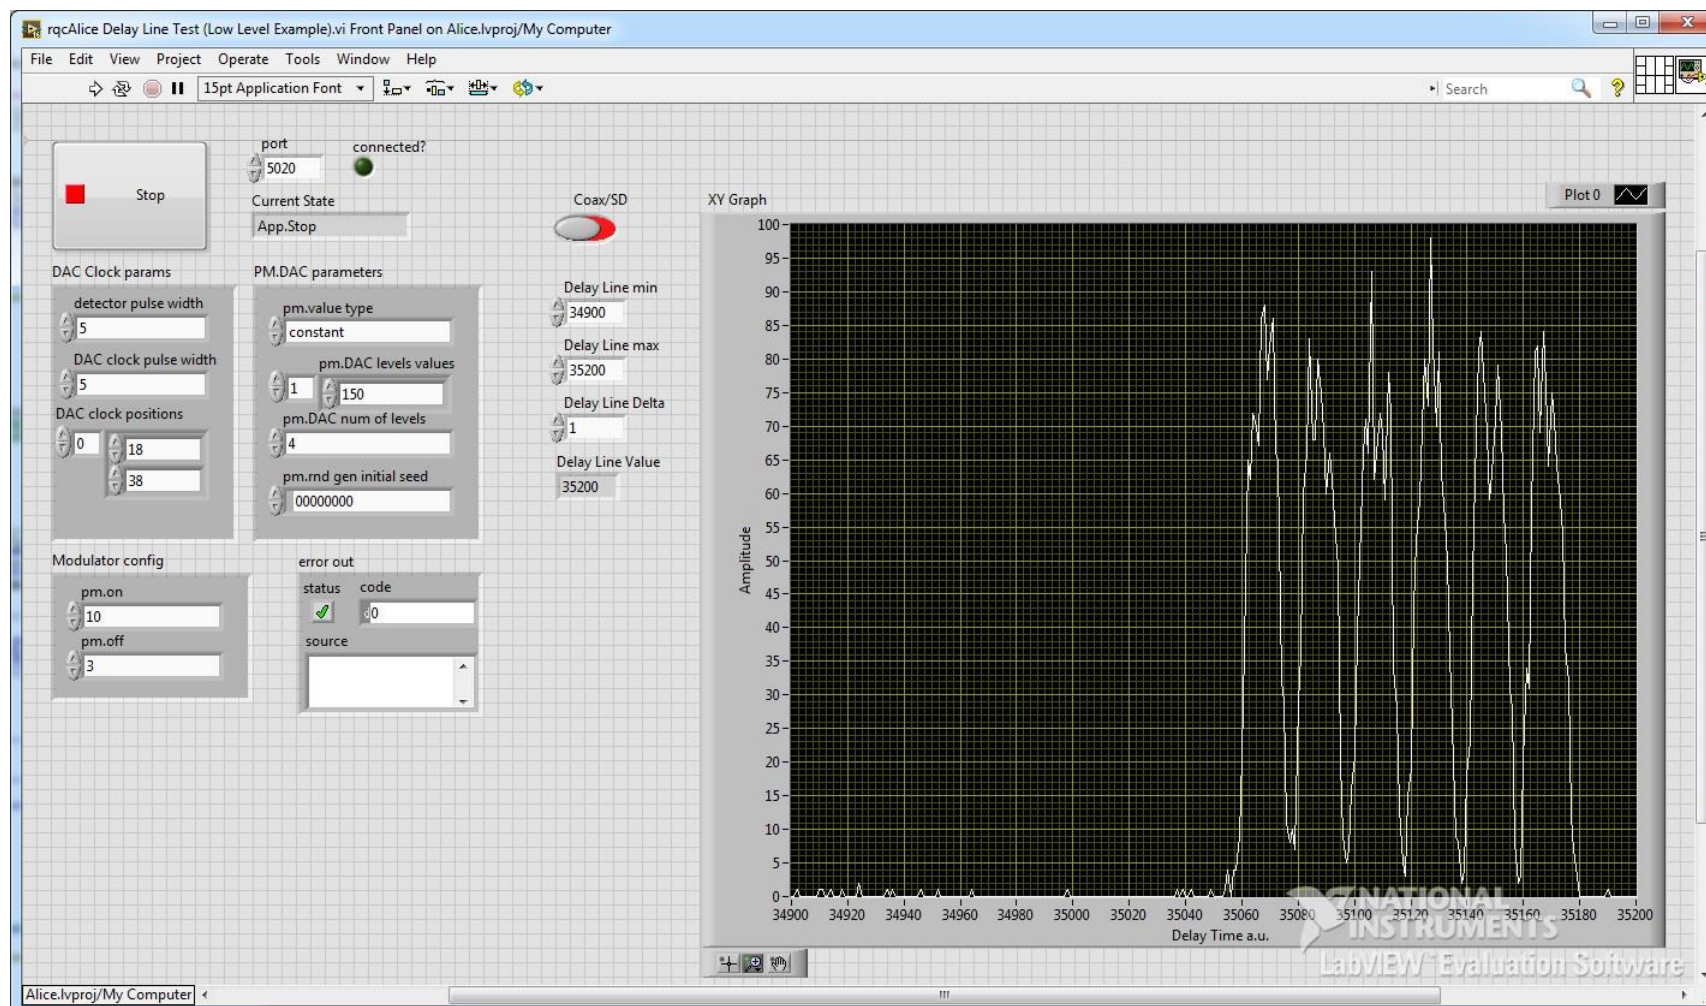 rqcAlice Delay Line Test (Low Level Example).vi Front Panel on Alice.lvproj/My Computer
File Edit View Project Operate Tools Window Help
15pt Application Font
Search
Stop
port
5020
connected?
Current State
App.Stop
Coax/SD
DAC Clock params
detector pulse width
5
DAC clock pulse width
5
DAC clock positions
0
18
38
PM.DAC parameters
pm.value type
constant
pm.DAC levels values
1
150
pm.DAC num of levels
4
pm.rnd gen initial seed
00000000
Delay Line min
34900
Delay Line max
35200
Delay Line Delta
1
Delay Line Value
35200
Modulator config
pm.on
10
pm.off
3
error out
status code
d0
source
XY Graph
Plot 0
100
95
90
85
80
75
70
65
60
55
50
45
40
35
30
25
20
15
10
5
0
Amplitude
34900 34920 34940 34960 34980 35000 35020 35040 35060 35080 35100 35120 35140 35160 35180 35200
Delay Time a.u.
NATIONAL
INSTRUMENTS
LabVIEW™ Evaluation Software
Alice.lvproj/My Computer